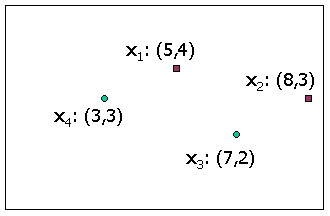 x₁: (5,4)
x₂: (8,3)
x₄: (3,3)
x₃: (7,2)